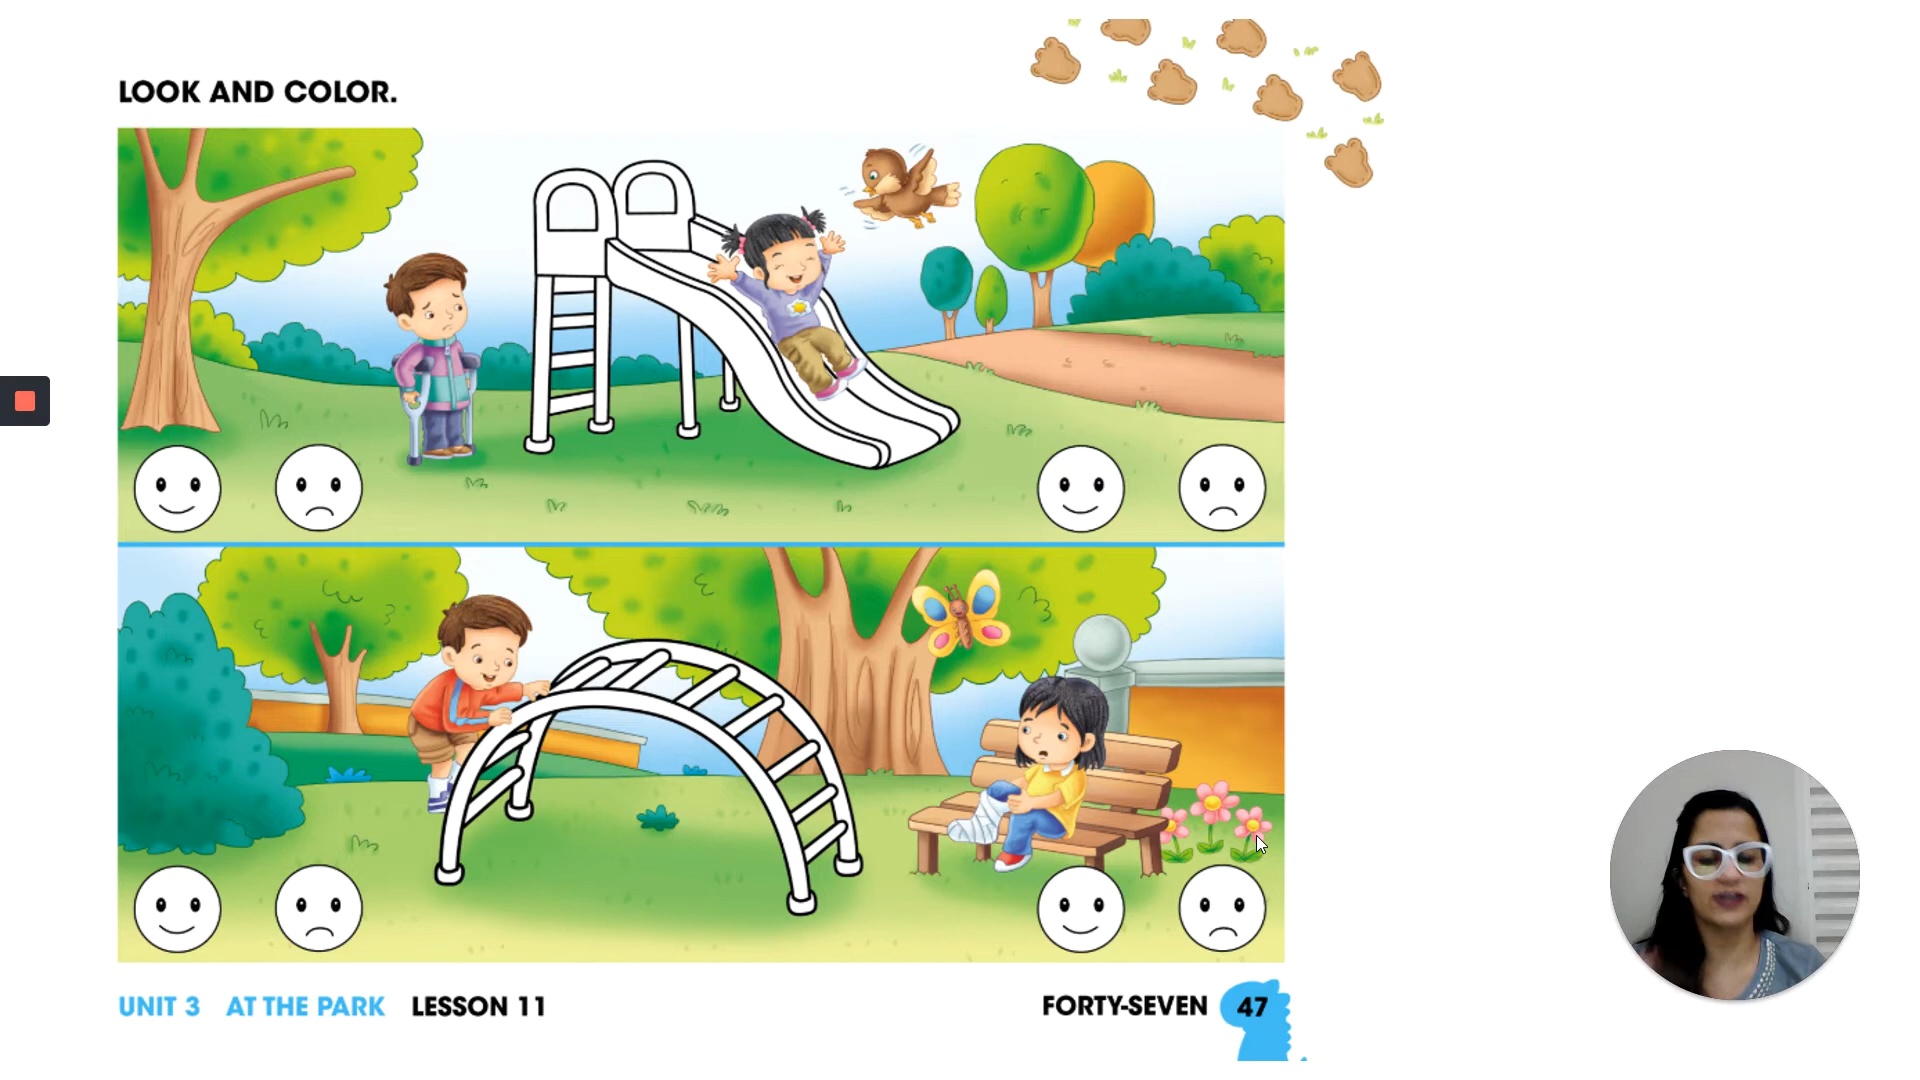 LOOK AND COLOR.
UNIT 3 AT THE PARK LESSON 11
FORTY-SEVEN 47